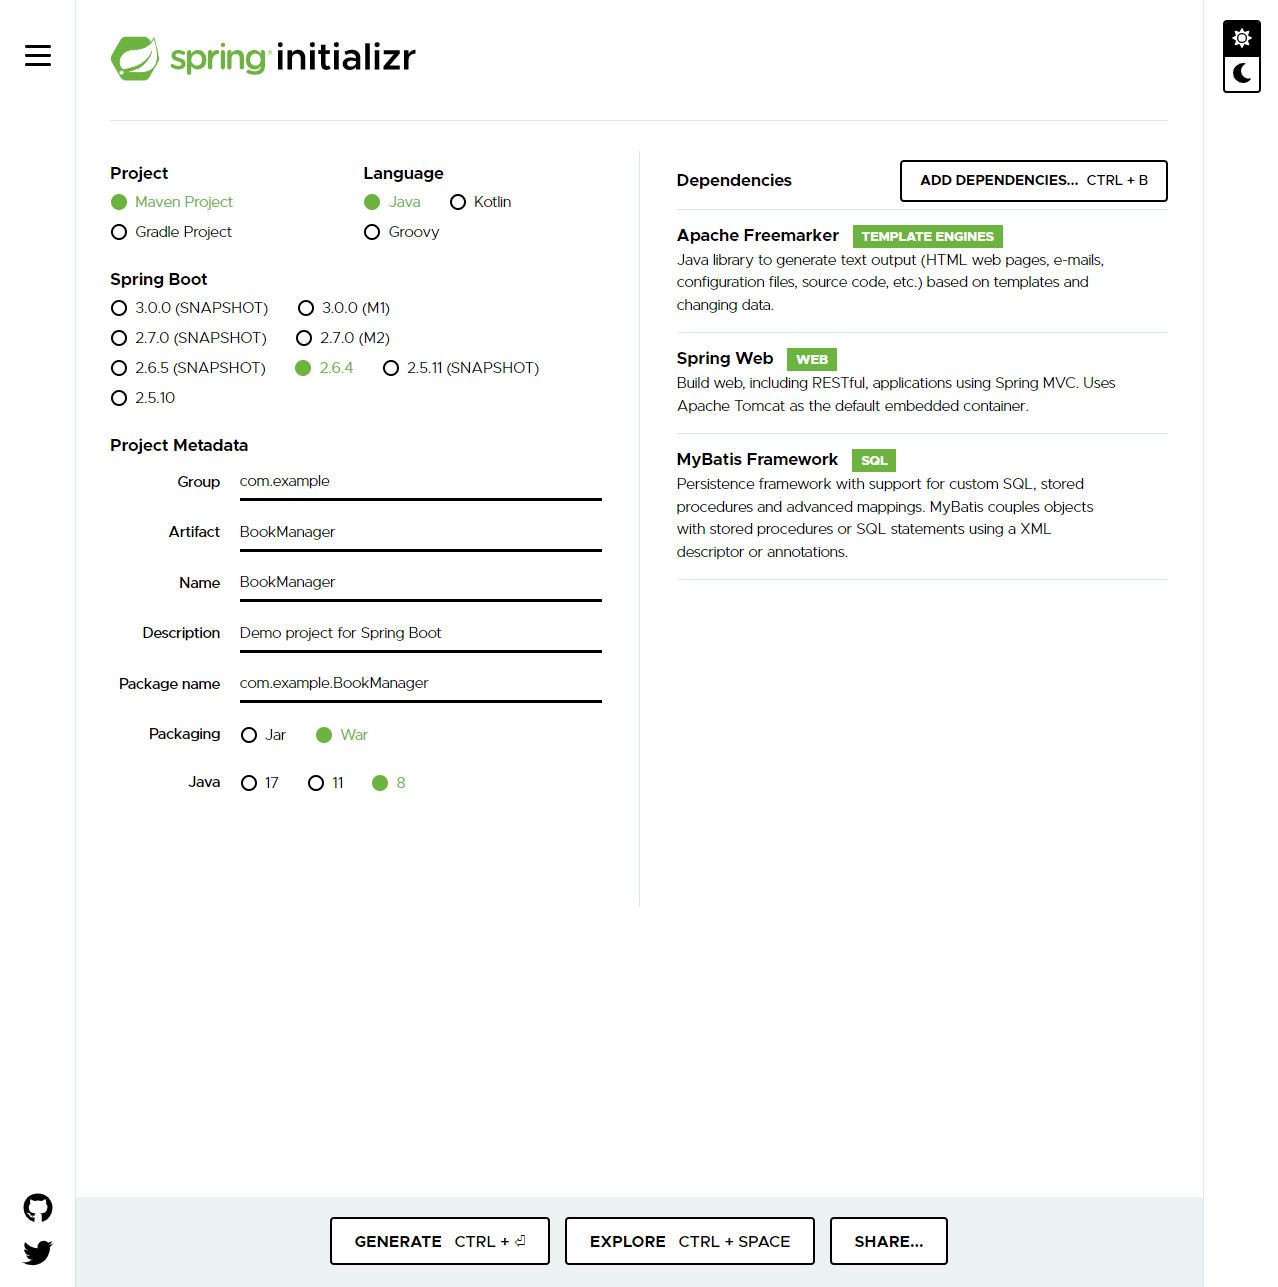 spring initializr
Project
Maven Project
Gradle Project
Language
Java Kotlin
Groovy
Spring Boot
3.0.0 (SNAPSHOT) 3.0.0 (M1)
2.7.0 (SNAPSHOT) 2.7.0 (M2)
2.6.5 (SNAPSHOT) 2.6.4 2.5.11 (SNAPSHOT)
2.5.10
Project Metadata
Group com.example
Artifact BookManager
Name BookManager
Description Demo project for Spring Boot
Package name com.example.BookManager
Packaging Jar War
Java 17 11 8
Dependencies ADD DEPENDENCIES... CTRL + B
Apache Freemarker TEMPLATE ENGINES
Java library to generate text output (HTML web pages, e-mails,
configuration files, source code, etc.) based on templates and
changing data.
Spring Web WEB
Build web, including RESTful, applications using Spring MVC. Uses
Apache Tomcat as the default embedded container.
MyBatis Framework SQL
Persistence framework with support for custom SQL, stored
procedures and advanced mappings. MyBatis couples objects
with stored procedures or SQL statements using a XML
descriptor or annotations.
GENERATE CTRL + ⏎ EXPLORE CTRL + SPACE SHARE...